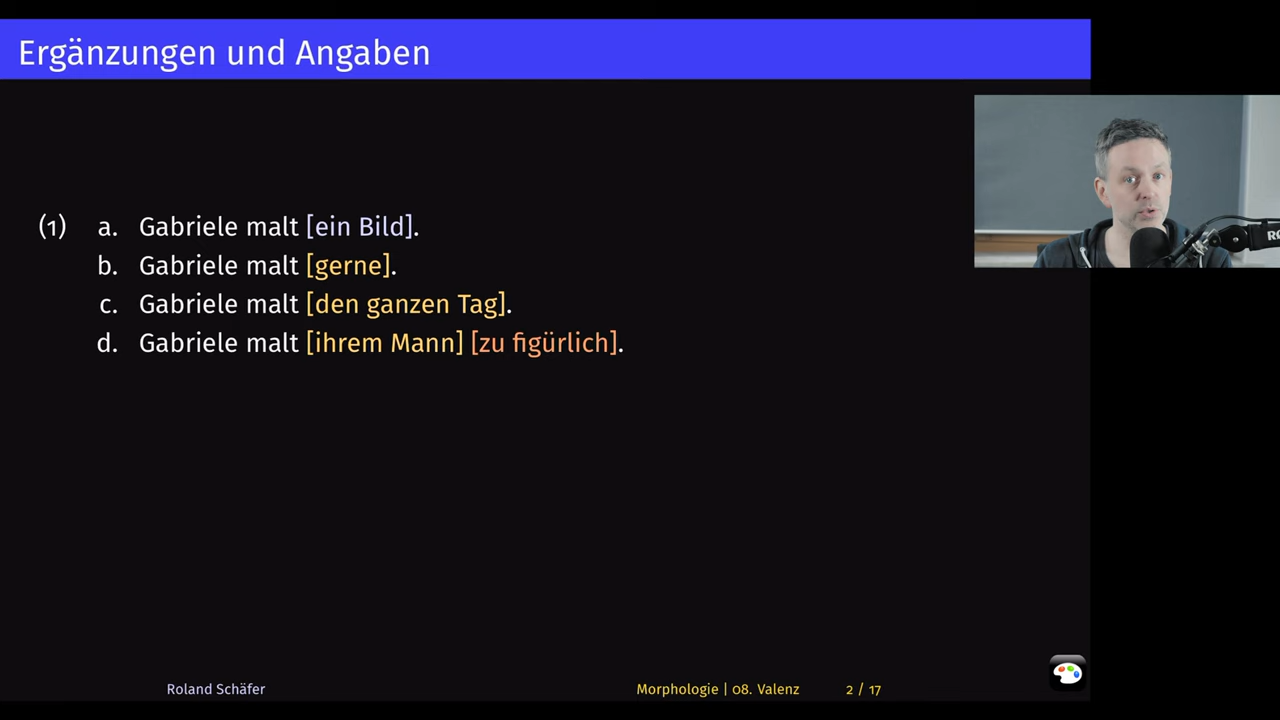 Ergänzungen und Angaben
(1) a. Gabriele malt [ein Bild].
b. Gabriele malt [gerne].
c. Gabriele malt [den ganzen Tag].
d. Gabriele malt [ihrem Mann] [zu figürlich].
Roland Schäfer Morphologie | 08. Valenz 2 / 17